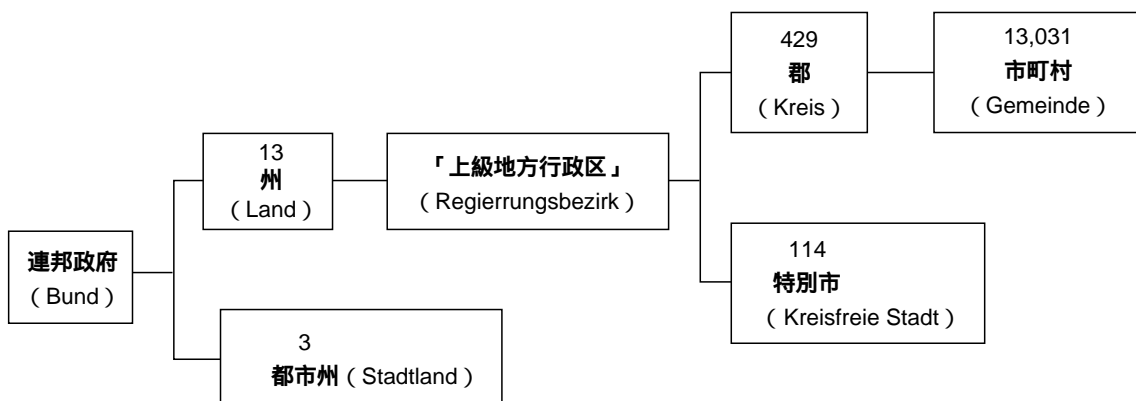 連邦政府
( Bund )
13
州
( Land )
3
都市州 ( Stadtland )
「上級地方行政区」
( Regierrungsbezirk )
429
郡
( Kreis )
13,031
市町村
( Gemeinde )
114
特別市
( Kreisfreie Stadt )